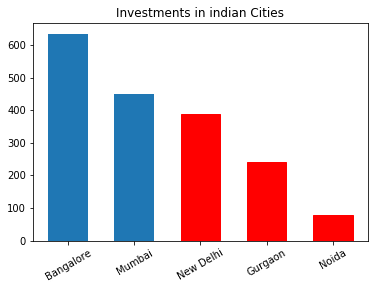 Investments in indian Cities
600
500
400
300
200
100
0
Bangalore
Mumbai
New Delhi
Gurgaon
Noida